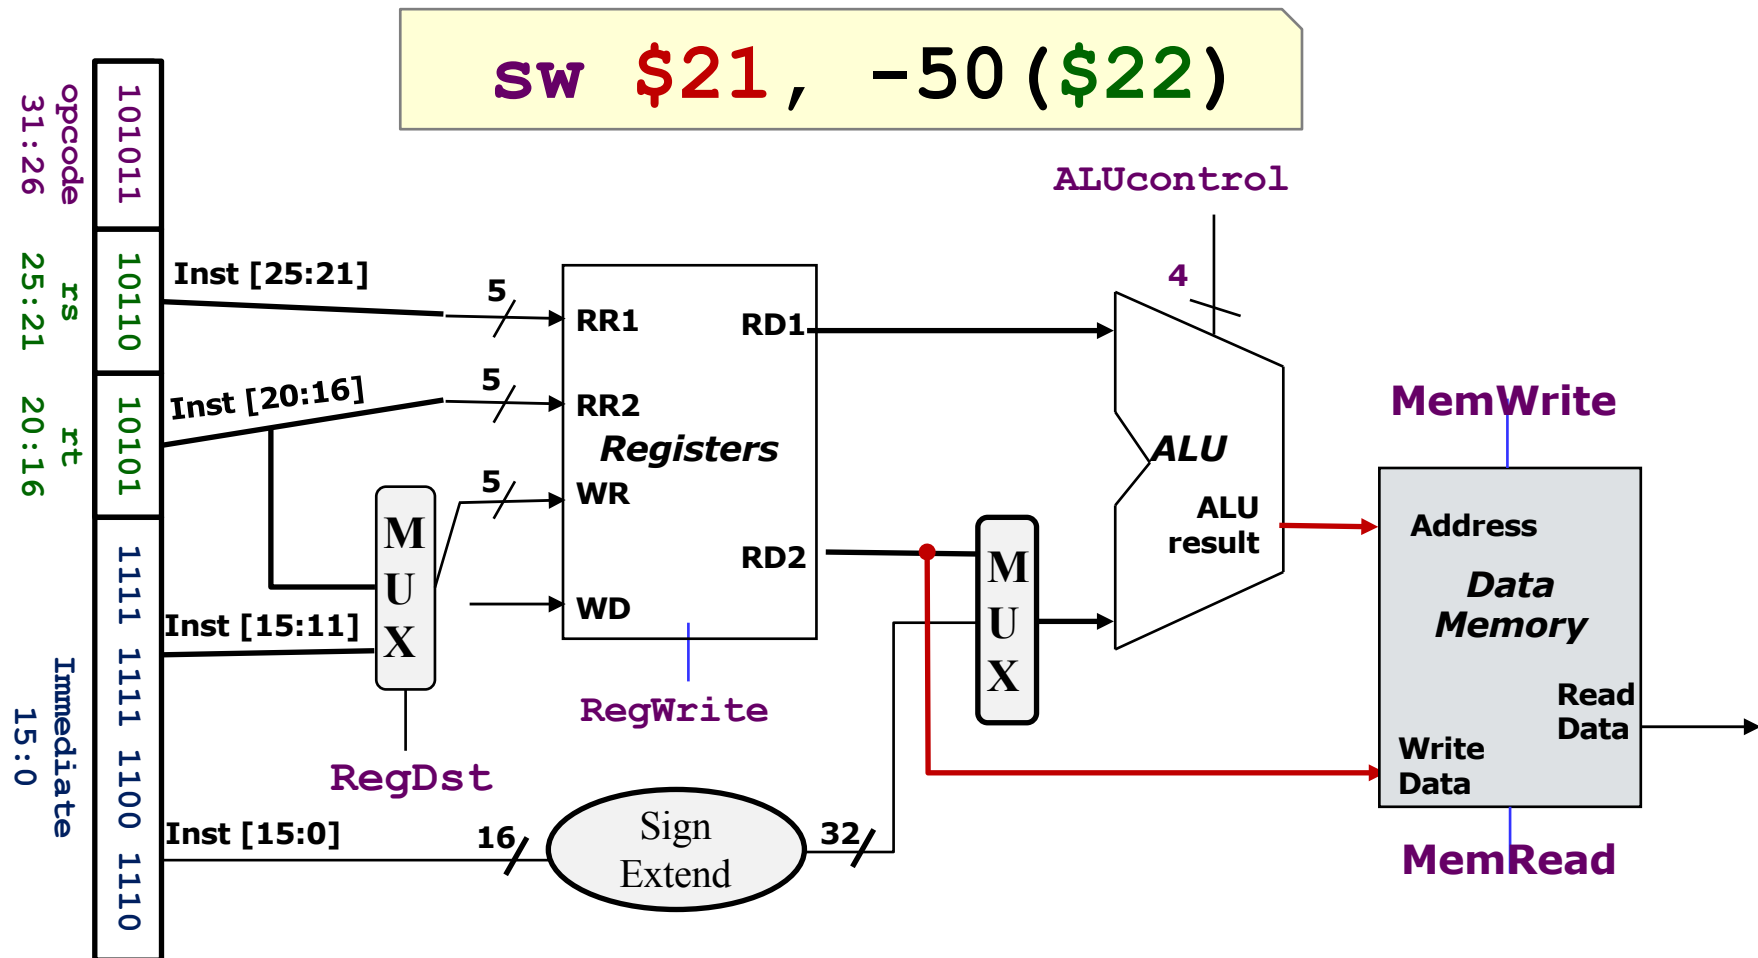 sw $21, -50($22)
opcode
31:26
101011
rs
25:21
10110
rt
20:16
10101
Immediate
15:0
1111 1111 1100 1110
Inst [25:21]
5
Inst [20:16]
5
5
Inst [15:11]
M
U
X
RegDst
Inst [15:0]
16
Sign
Extend
32
RR1
RR2
WR
WD
Registers
RD1
RD2
RegWrite
M
U
X
ALUcontrol
4
ALU
ALU
result
MemWrite
Address
Data
Memory
Read
Data
Write
Data
MemRead